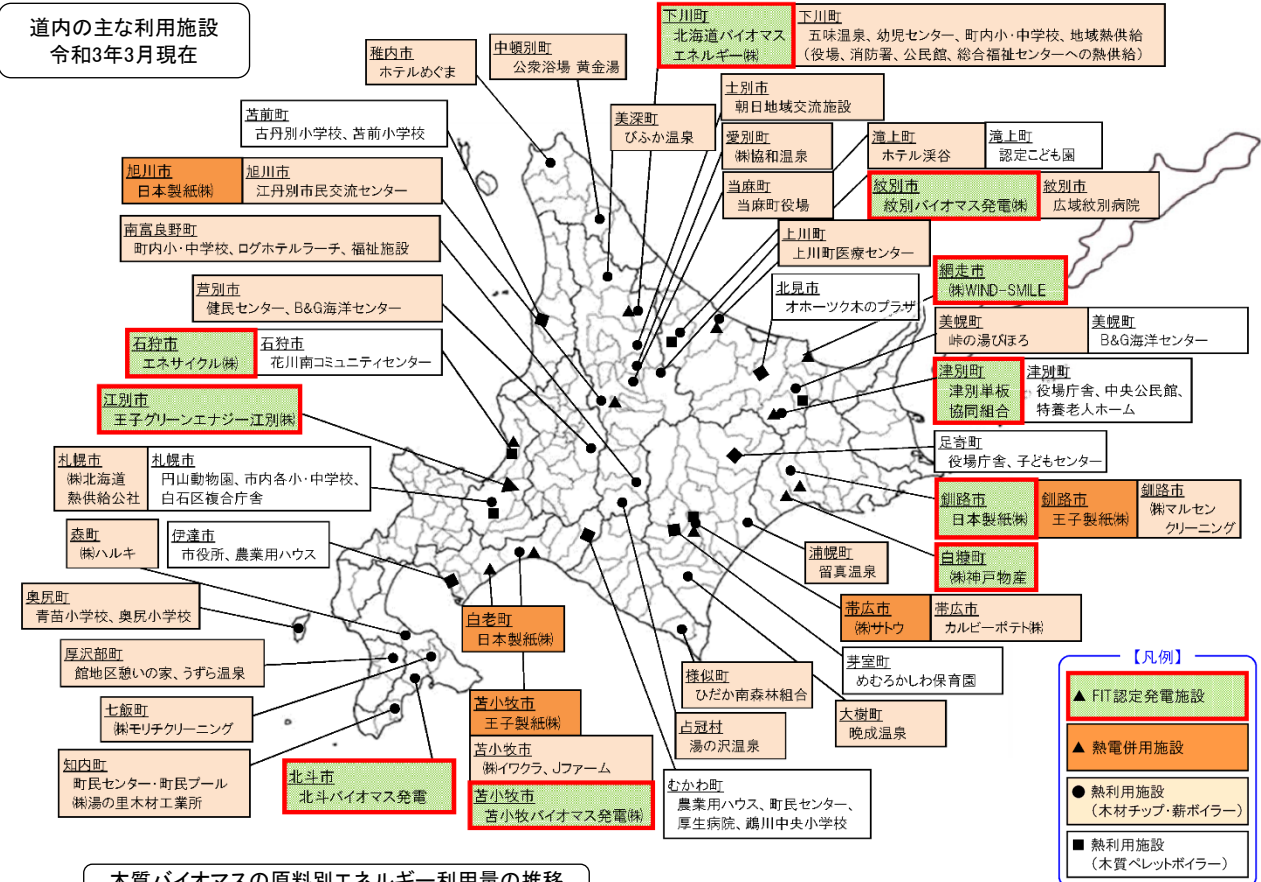 道内の主な利用施設
令和3年3月現在
稚内市
ホテルめぐま
中頓別町
公衆浴場 黄金湯
下川町
北海道バイオマス
エネルギー㈱
下川町
五味温泉、幼児センター、町内小・中学校、地域熱供給
(役場、消防署、公民館、総合福祉センターへの熱供給)
苫前町
古丹別小学校、苫前小学校
美深町
びふか温泉
士別市
朝日地域交流施設
愛別町
㈱協和温泉
滝上町
ホテル渓谷
滝上町
認定こども園
旭川市
日本製紙㈱
旭川市
江丹別市民交流センター
当麻町
当麻町役場
紋別市
紋別バイオマス発電㈱
紋別市
広域紋別病院
南富良野町
町内小・中学校、ログホテルラーチ、福祉施設
上川町
上川町医療センター
芦別市
健民センター、B&G海洋センター
北見市
オホーツク木のプラザ
網走市
㈱WIND-SMILE
石狩市
エネサイクル㈱
石狩市
花川南コミュニティセンター
美幌町
峠の湯びほろ
美幌町
B&G海洋センター
江別市
王子グリーンエナジー江別㈱
津別町
津別単板
協同組合
津別町
役場庁舎、中央公民館、
特養老人ホーム
札幌市
㈱北海道
熱供給公社
札幌市
円山動物園、市内各小・中学校、
白石区複合庁舎
足寄町
役場庁舎、子どもセンター
釧路市
日本製紙㈱
釧路市
王子製紙㈱
釧路市
㈱マルセン
クリーニング
森町
㈱ハルキ
伊達市
市役所、農業用ハウス
浦幌町
留真温泉
白糠町
㈱神戸物産
奥尻町
青苗小学校、奥尻小学校
白老町
日本製紙㈱
帯広市
㈱サトウ
帯広市
カルビーポテト㈱
厚沢部町
館地区憩いの家、うずら温泉
芽室町
めむろかしわ保育園
様似町
ひだか南森林組合
七飯町
㈱モリチクリーニング
苫小牧市
王子製紙㈱
占冠村
湯の沢温泉
大樹町
晩成温泉
知内町
町民センター・町民プール
㈱湯の里木材工業所
苫小牧市
㈱イワクラ、Jファーム
北斗市
北斗バイオマス発電
苫小牧市
苫小牧バイオマス発電㈱
むかわ町
農業用ハウス、町民センター、
厚生病院、鵡川中央小学校
【凡例】
▲ FIT認定発電施設
▲ 熱電併用施設
● 熱利用施設
(木材チップ・薪ボイラー)
■ 熱利用施設
(木質ペレットボイラー)
木質バイオマスの原料別エネルギー利用量の推移